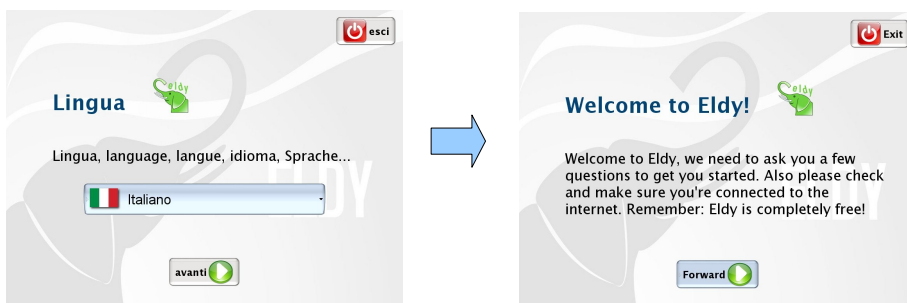 esci
eldy
Lingua
Lingua, language, langue, idioma, Sprache...
Italiano
ELDY
avanti
Exit
eldy
Welcome to Eldy!
Welcome to Eldy, we need to ask you a few
questions to get you started. Also please check
and make sure you're connected to the
internet. Remember: Eldy is completely free!
ELDY
Forward